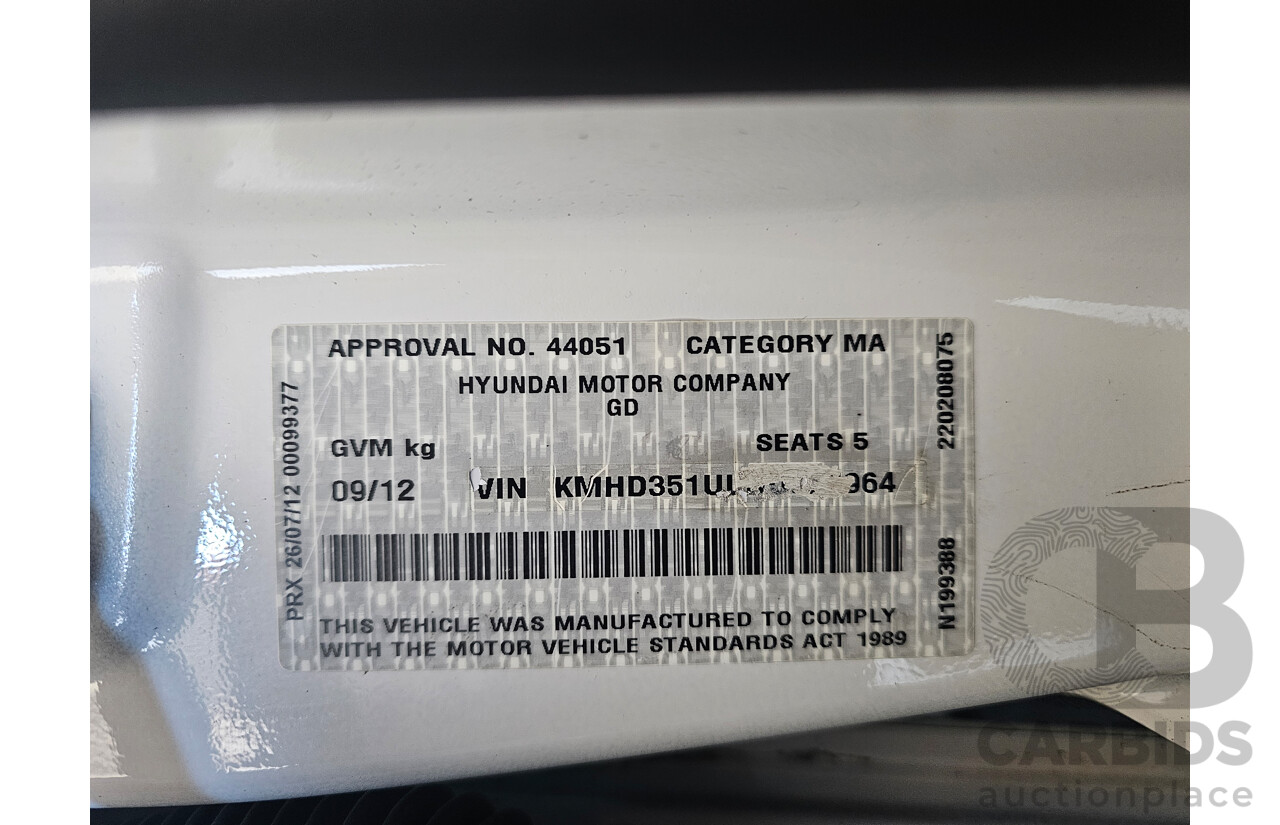 APPROVAL NO. 44051 CATEGORY MA
HYUNDAI MOTOR COMPANY
GD
GVM kg SEATS 5
09/12 VIN
THIS VEHICLE WAS MANUFACTURED TO COMPLY
WITH THE MOTOR VEHICLE STANDARDS ACT 1989
PRX 26/07/12 00099377
220208075
N199388
CARBIDS
auctionplace